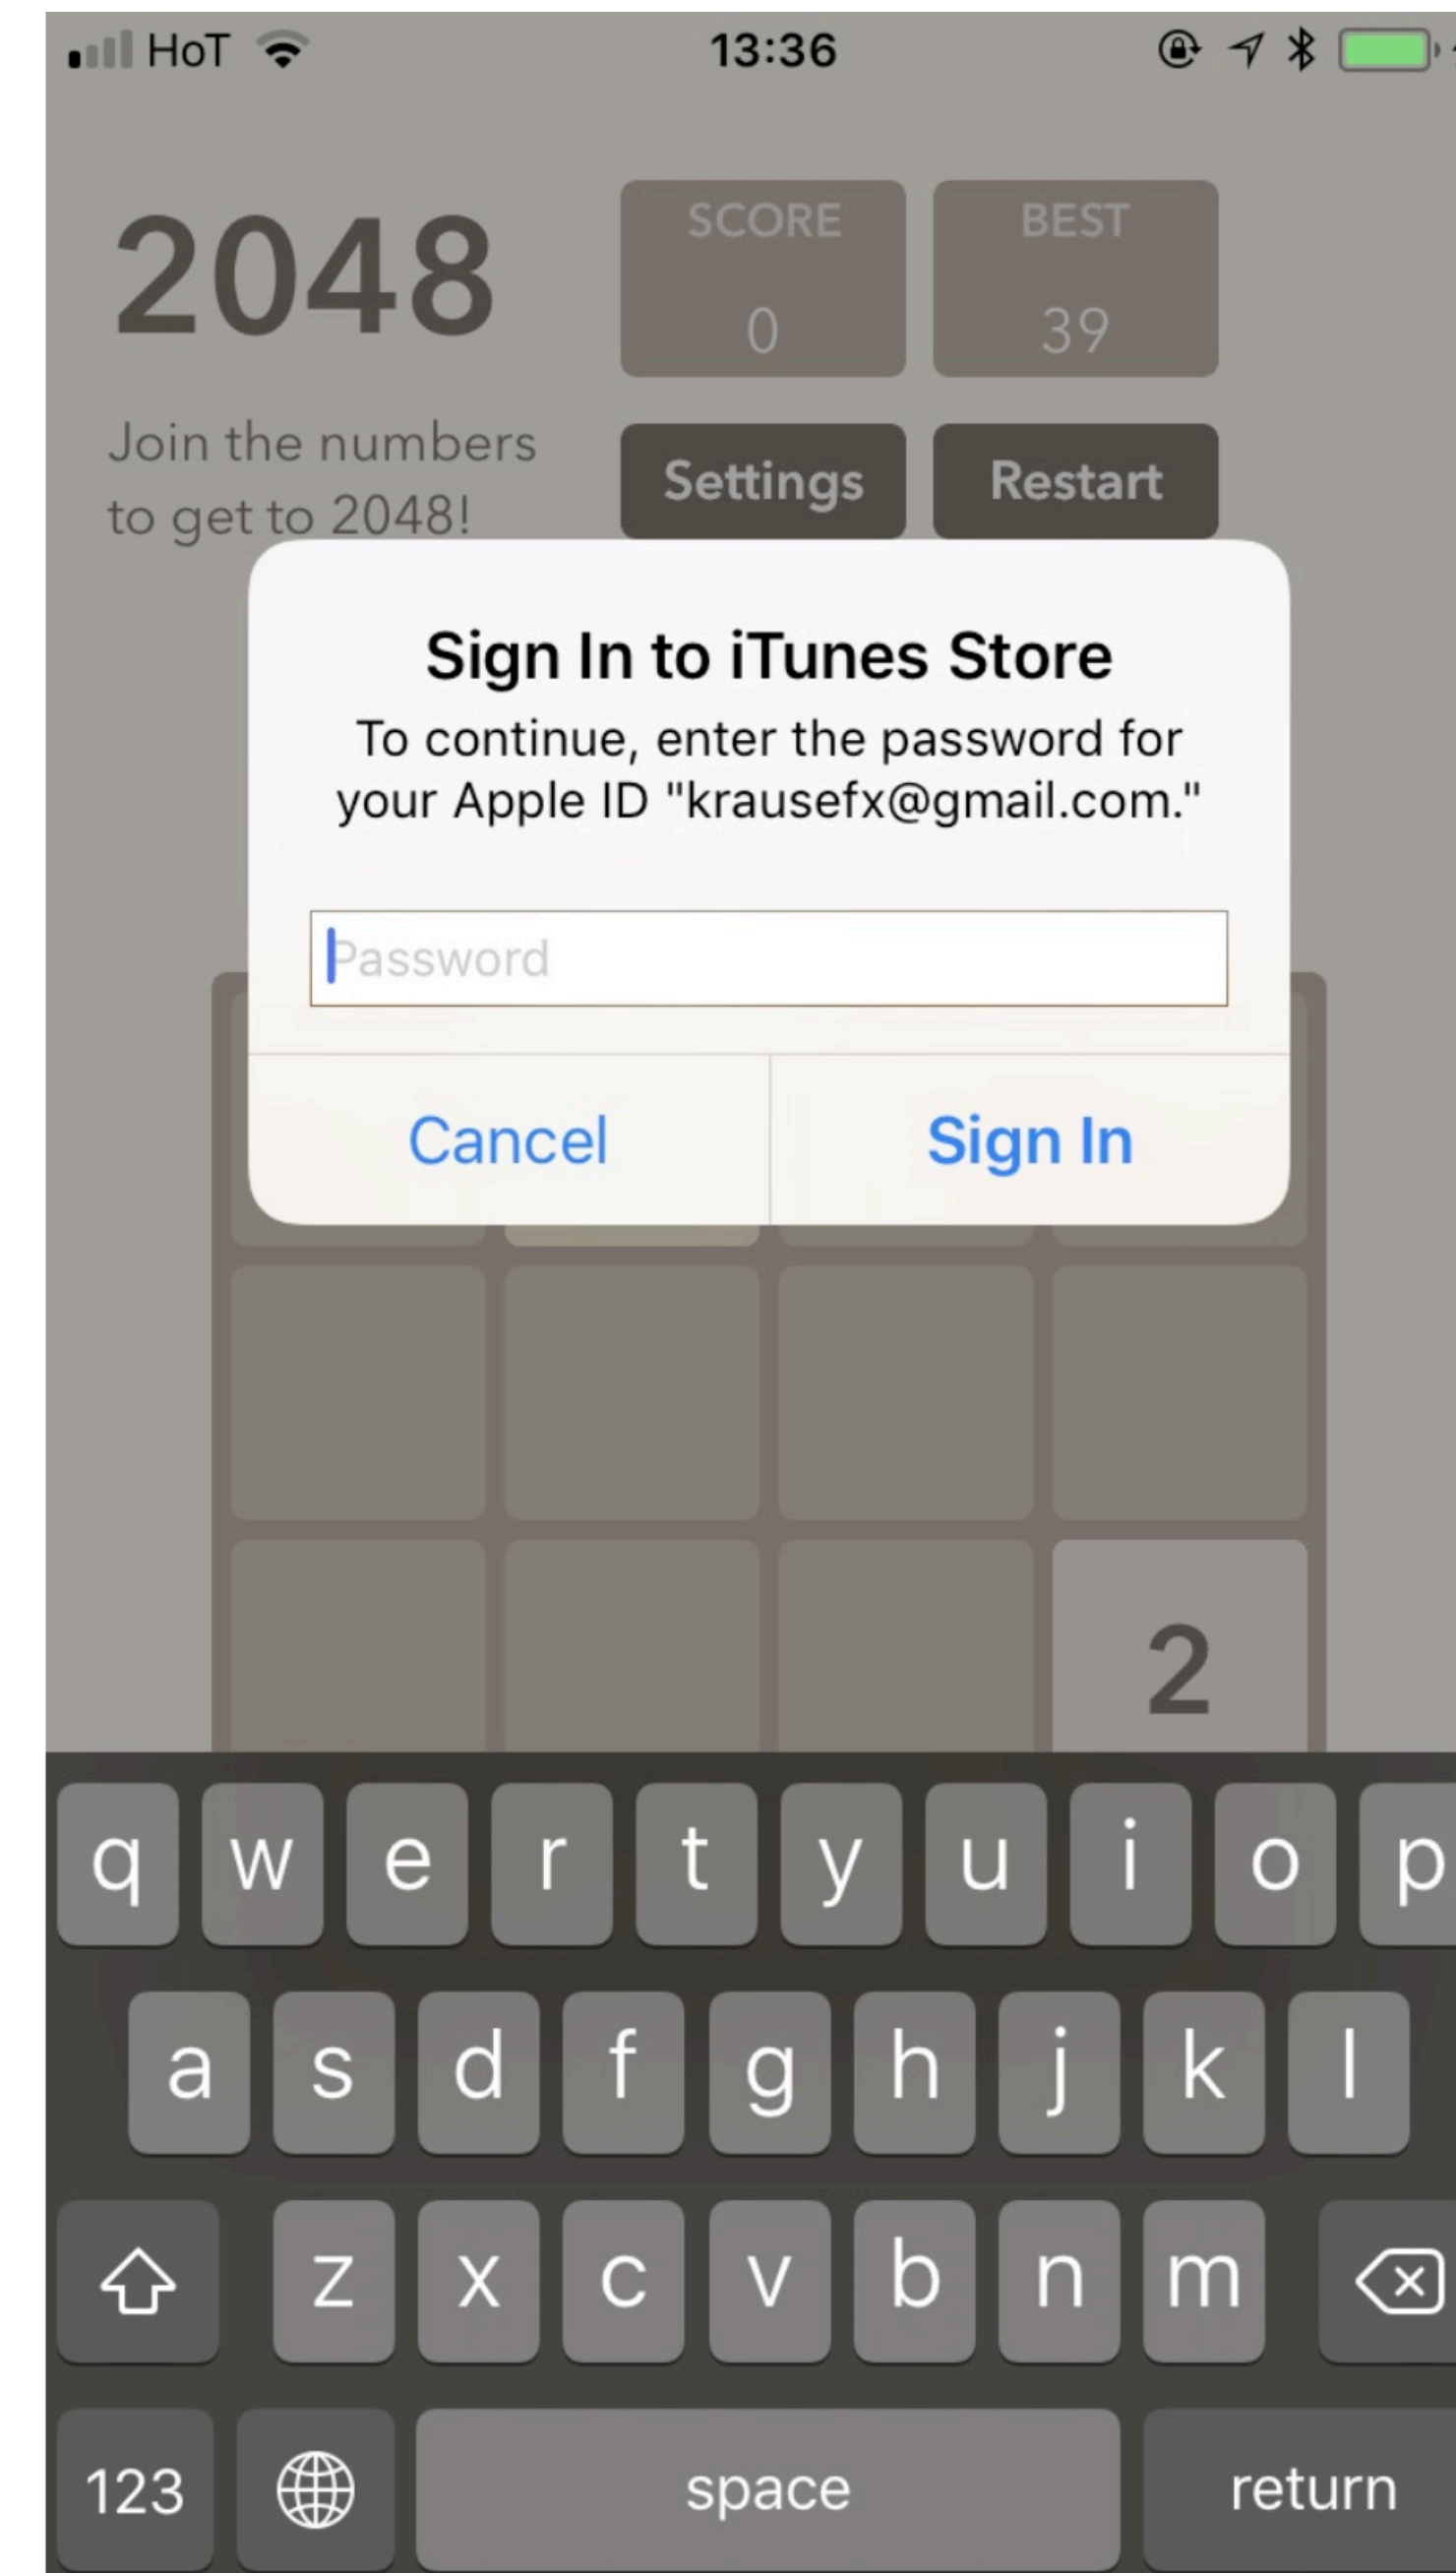 HoT 13:36
2048
SCORE
0
BEST
39
Join the numbers
to get to 2048!
Settings
Restart
Sign In to iTunes Store
To continue, enter the password for
your Apple ID "krausefx@gmail.com."
Password
Cancel
Sign In
2
q w e r t y u i o p
a s d f g h j k l
z x c v b n m
123 space return